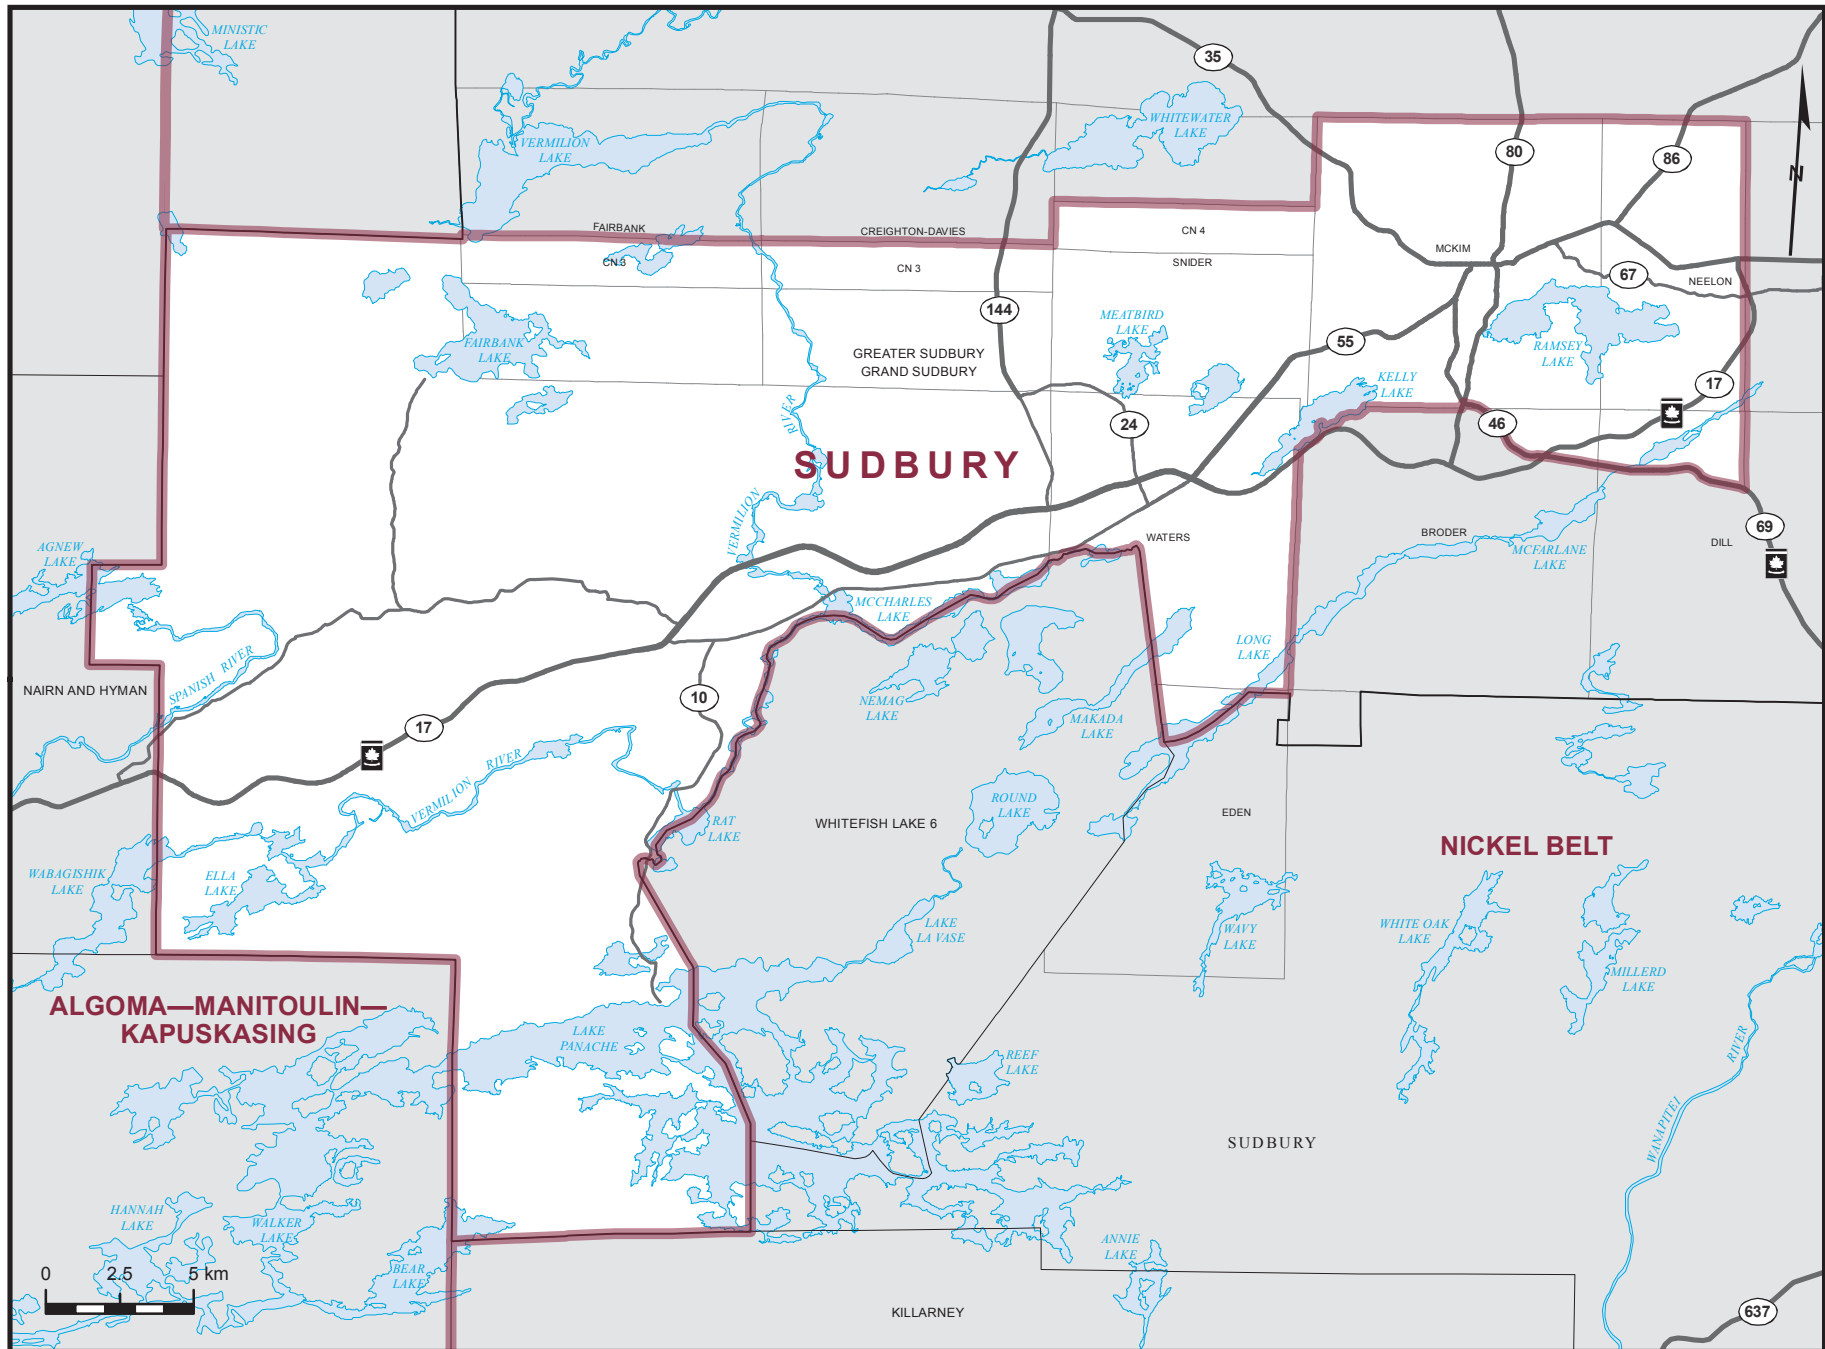 MINISTIC
LAKE
35
WHITEWATER
LAKE
VERMILION
LAKE
80
86
N
FAIRBANK
CREIGHTON-DAVIES
CN 4
MCKIM
CN 3
CN 3
SNIDER
67
NEELON
144
MEATBIRD
LAKE
FAIRBANK
LAKE
GREATER SUDBURY
GRAND SUDBURY
55
RAMSEY
LAKE
KELLY
LAKE
17
RIVER
24
46
SUDBURY
VERMILION
69
WATERS
BRODER
DILL
AGNEW
LAKE
MCFARLANE
LAKE
MCCHARLES
LAKE
LONG
LAKE
SPANISH RIVER
NAIRN AND HYMAN
10
NEMAG
LAKE
MAKADA
LAKE
17
VERMILION RIVER
ROUND
LAKE
RAT
LAKE
WHITEFISH LAKE 6
EDEN
NICKEL BELT
WABAGISHIK
LAKE
ELLA
LAKE
LAKE
LA VASE
WAVY
LAKE
WHITE OAK
LAKE
MILLERD
LAKE
ALGOMA—MANITOULIN—
KAPUSKASING
LAKE
PANACHE
REEF
LAKE
RIVER
WANAPITEI
SUDBURY
HANNAH
LAKE
WALKER
LAKE
ANNIE
LAKE
BEAR
LAKE
0 2.5 5 km
KILLARNEY
637